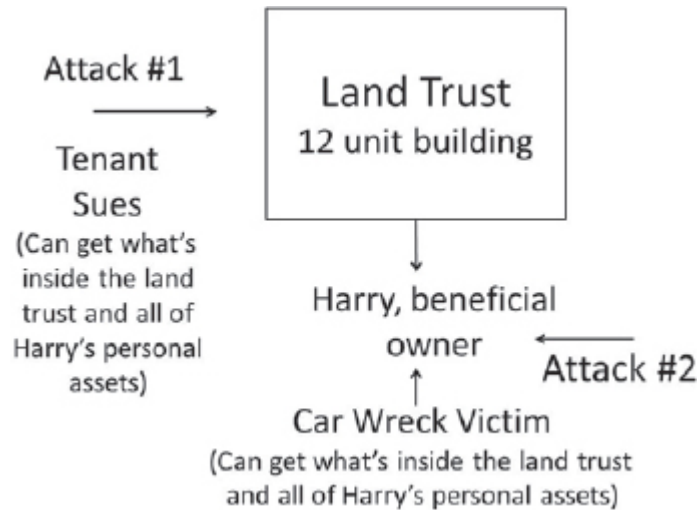 Attack #1
Tenant
Sues
(Can get what's
inside the land
trust and all of
Harry's personal
assets)
Land Trust
12 unit building
Harry, beneficial
owner
Attack #2
Car Wreck Victim
(Can get what's inside the land trust
and all of Harry's personal assets)